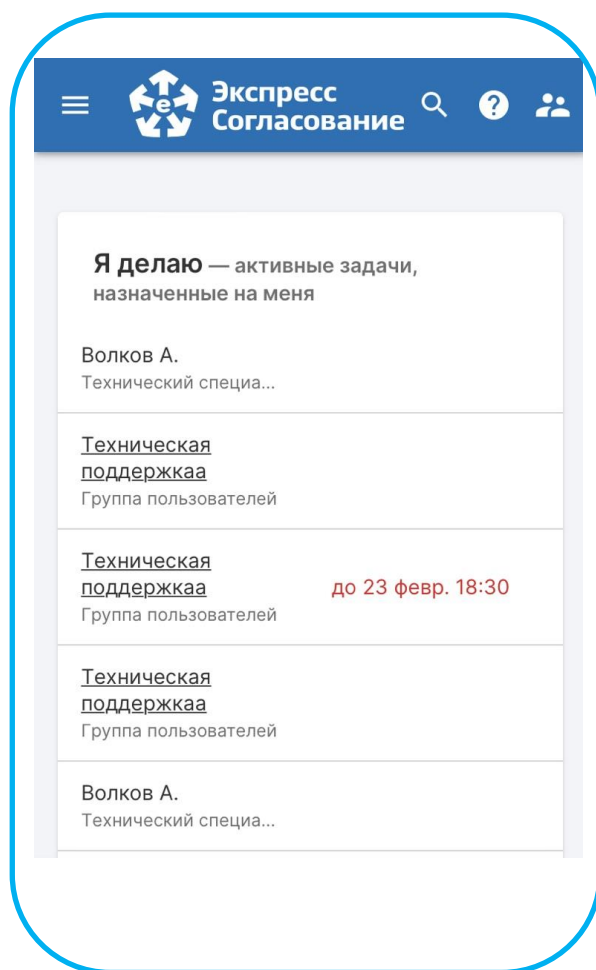 e
Экспресс
Согласование
?
Я делаю — активные задачи,
назначенные на меня
Волков А.
Технический специа...
Техническая
поддержкаа
Группа пользователей
Техническая
поддержкаа
до 23 февр. 18:30
Группа пользователей
Техническая
поддержкаа
Группа пользователей
Волков А.
Технический специа...